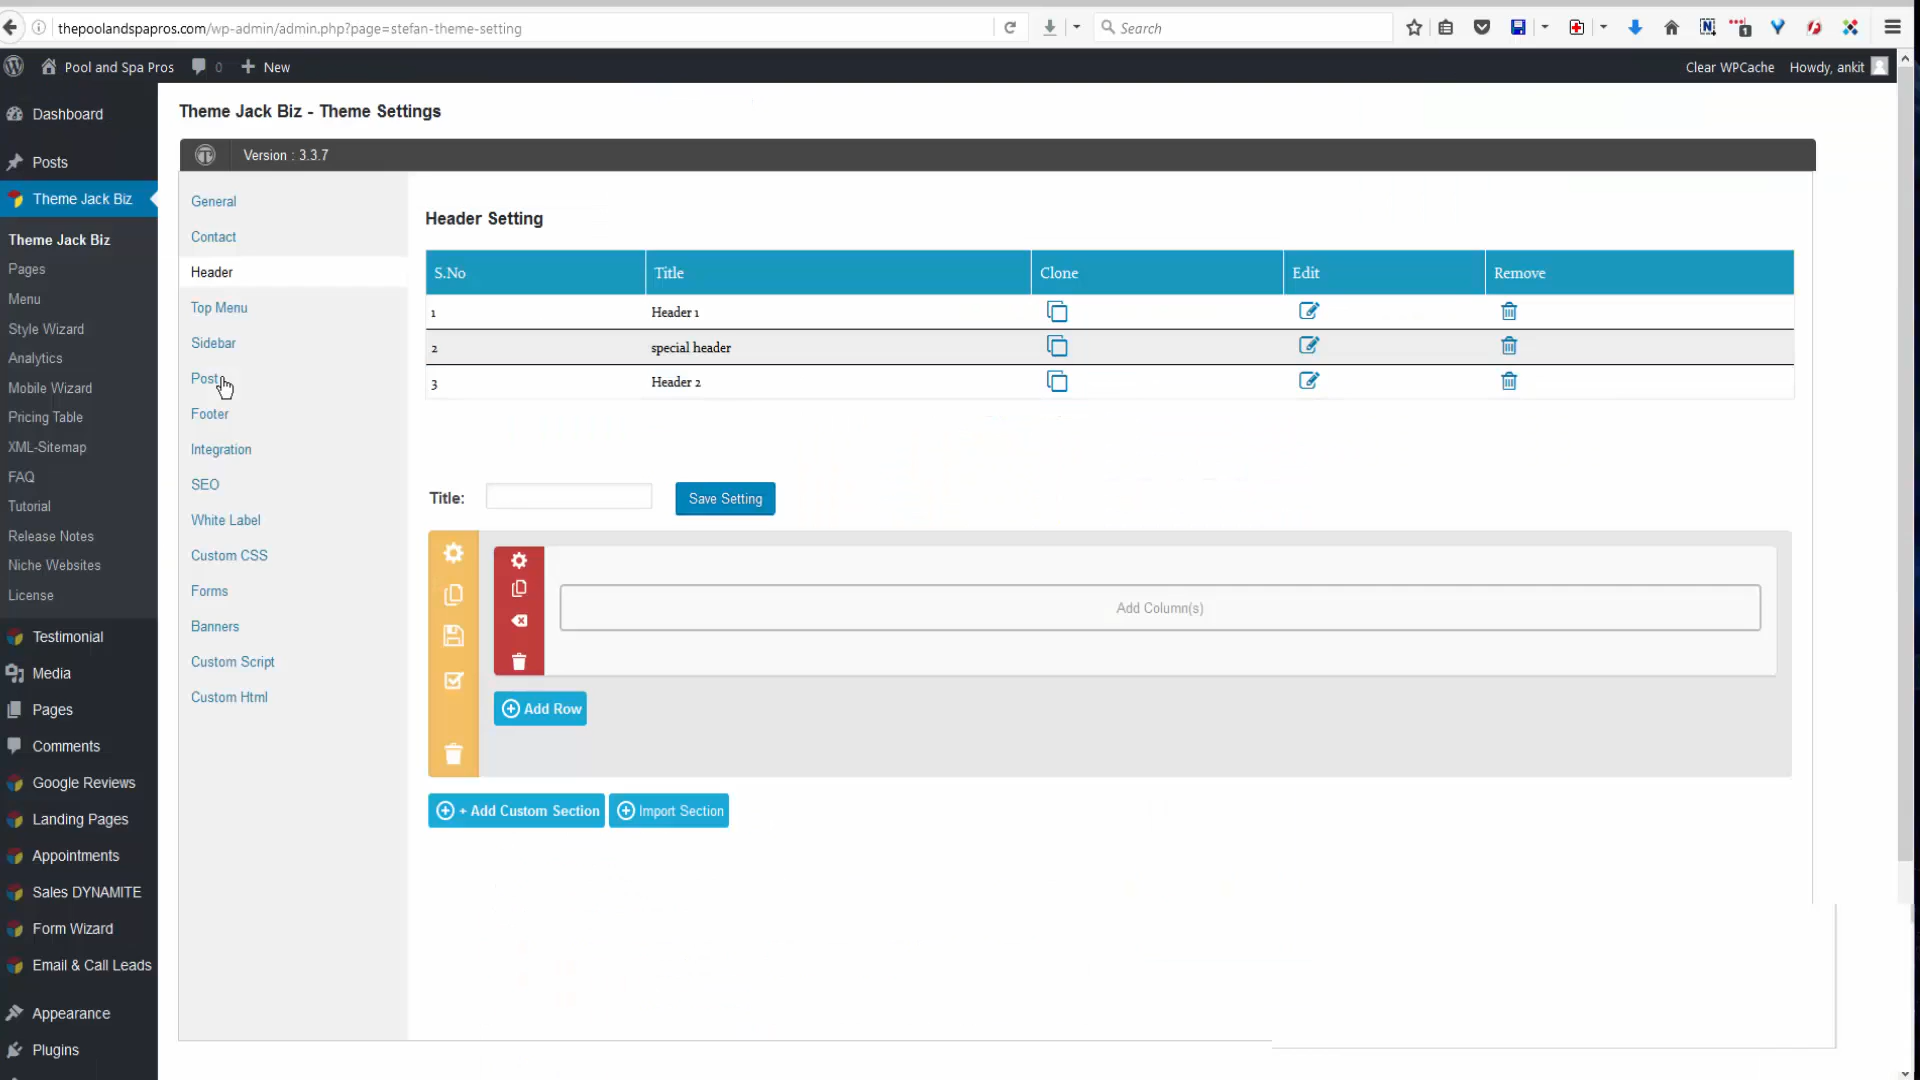 thepoolandspapros.com/wp-admin/admin.php?page=stefan-theme-setting
Search
1
Pool and Spa Pros
0
New
Clear WPCache
Howdy, ankit
Dashboard
Posts
Theme Jack Biz
Theme Jack Biz
Pages
Menu
Style Wizard
Analytics
Mobile Wizard
Pricing Table
XML-Sitemap
FAQ
Tutorial
Release Notes
Niche Websites
License
Testimonial
Media
Pages
Comments
Google Reviews
Landing Pages
Appointments
Sales DYNAMITE
Form Wizard
Email & Call Leads
Appearance
Plugins
Theme Jack Biz - Theme Settings
Version : 3.3.7
General
Contact
Header
Top Menu
Sidebar
Post
Footer
Integration
SEO
White Label
Custom CSS
Forms
Banners
Custom Script
Custom Html
Header Setting
S.No Title Clone Edit Remove
1 Header 1
2 special header
3 Header 2
Title: Save Setting
Add Column(s)
Add Row
+ Add Custom Section Import Section